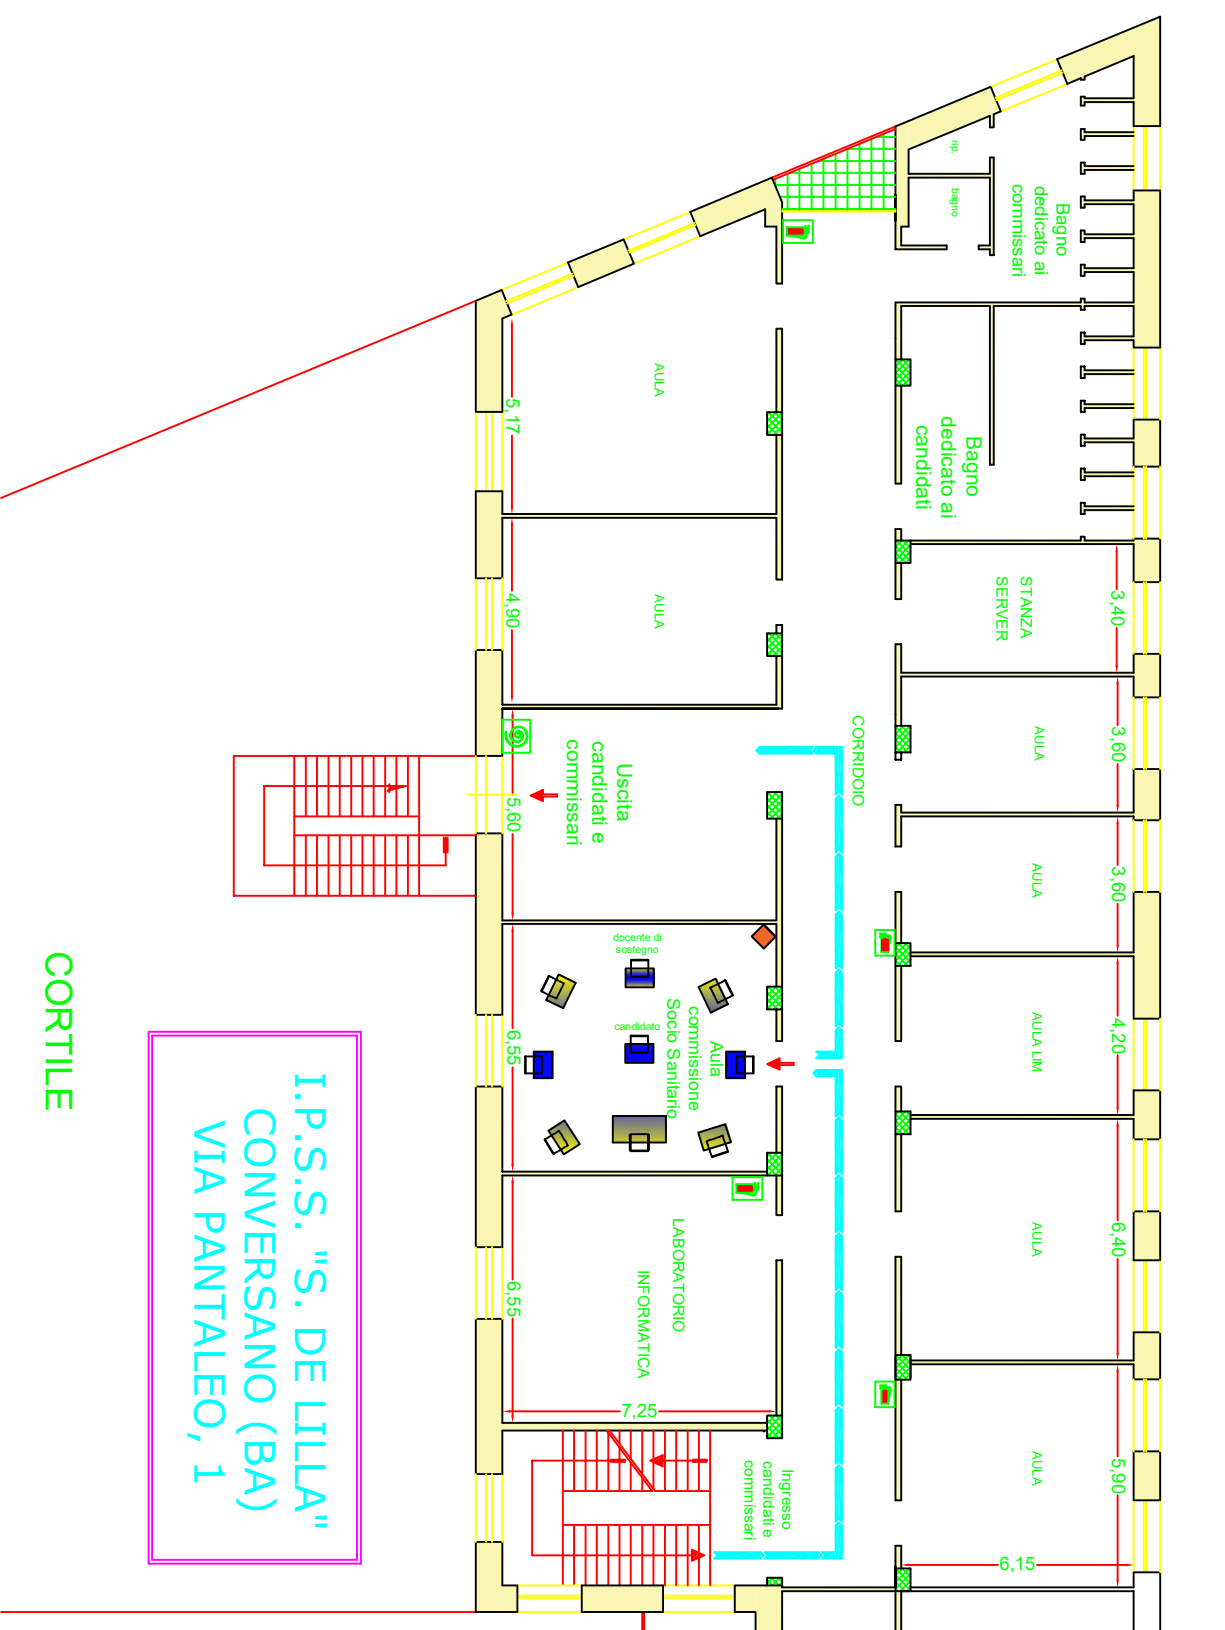 rip.
bagno
Bagno
dedicato ai
commissari
Bagno
dedicato ai
candidati
AULA
5,17
AULA
4,90
STANZA
SERVER
3,40
AULA
3,60
CORRIDOIO
Uscita
candidati e
commissari
5,60
AULA
3,60
docente di
sostegno
candidato
Aula
commissione
Socio Sanitario
6,55
AULA LIM
4,20
LABORATORIO
INFORMATICA
6,55
7,25
AULA
6,40
AULA
5,90
6,15
Ingresso
candidati e
commissari
CORTILE
I.P.S.S. "S. DE LILLA"
CONVERSANO (BA)
VIA PANTALEO, 1